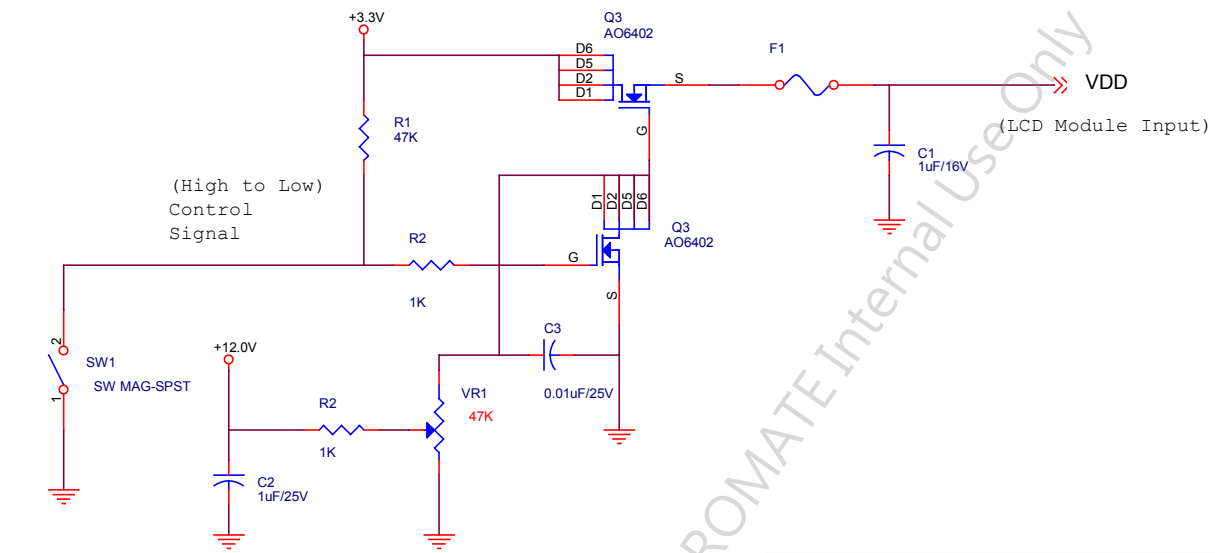 +3.3V
Q3
AO6402
D6
D5
D2
D1
S
G
F1
VDD
(LCD Module Input)
R1
47K
C1
1uF/16V
(High to Low)
Control
Signal
D1
D2
D5
D6
Q3
AO6402
R2
1K
G
S
2
1
SW1
SW MAG-SPST
+12.0V
C3
0.01uF/25V
R2
1K
VR1
47K
C2
1uF/25V
ROMATE Internal Use Only